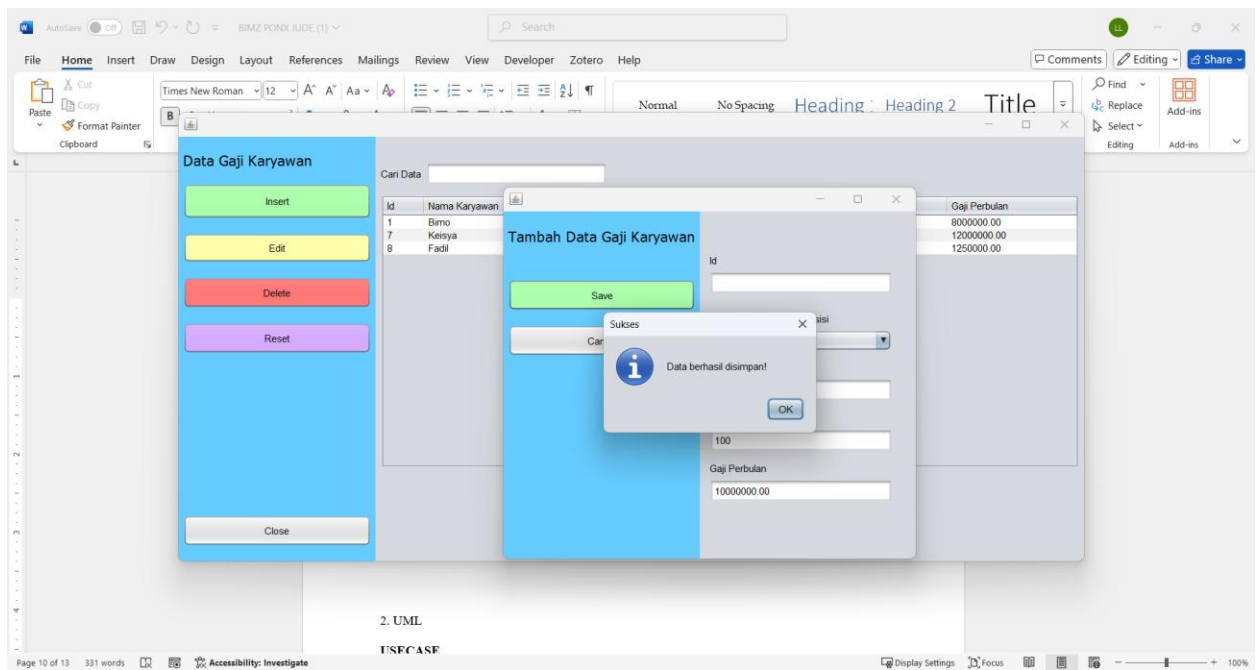 AutoSave Off BIMZ PONX JUDE (1) Search LL
File Home Insert Draw Design Layout References Mailings Review View Developer Zotero Help Comments Editing Share
Paste Cut Copy Format Painter
Clipboard
Times New Roman 12 A A Aa A
B
Normal No Spacing Heading Heading 2 Title
Find Replace Select
Editing
Add-ins
Add-ins
Data Gaji Karyawan
Insert
Edit
Delete
Reset
Close
Cari Data
Id Nama Karyawan Gaji Perbulan
1 Bimo 8000000.00
7 Keisya 12000000.00
8 Fadil 1250000.00
Tambah Data Gaji Karyawan
Save
Id
Gaji Perbulan
100
10000000.00
Sukses
Data berhasil disimpan!
OK
2. UML
USECASE
Page 10 of 13 331 words Accessibility: Investigate Display Settings Focus 100%